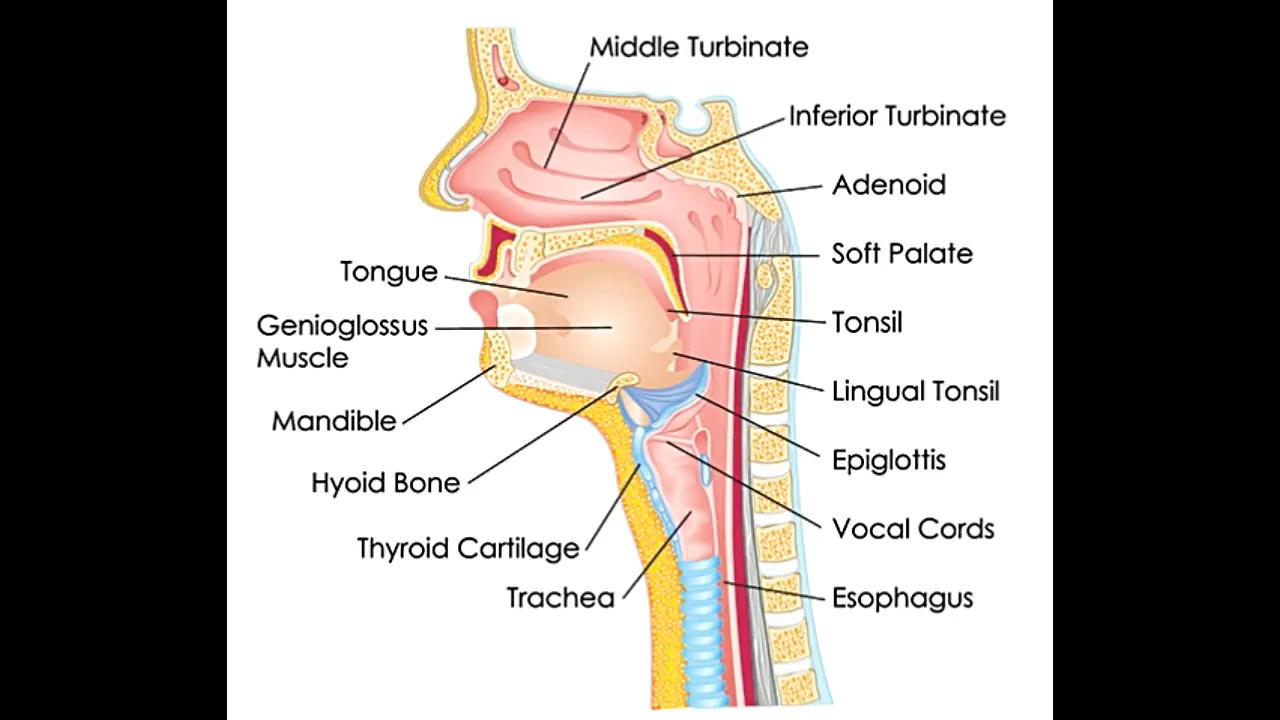 Middle Turbinate
Inferior Turbinate
Adenoid
Soft Palate
Tongue
Genioglossus
Muscle
Tonsil
Lingual Tonsil
Mandible
Epiglottis
Hyoid Bone
Vocal Cords
Thyroid Cartilage
Trachea
Esophagus